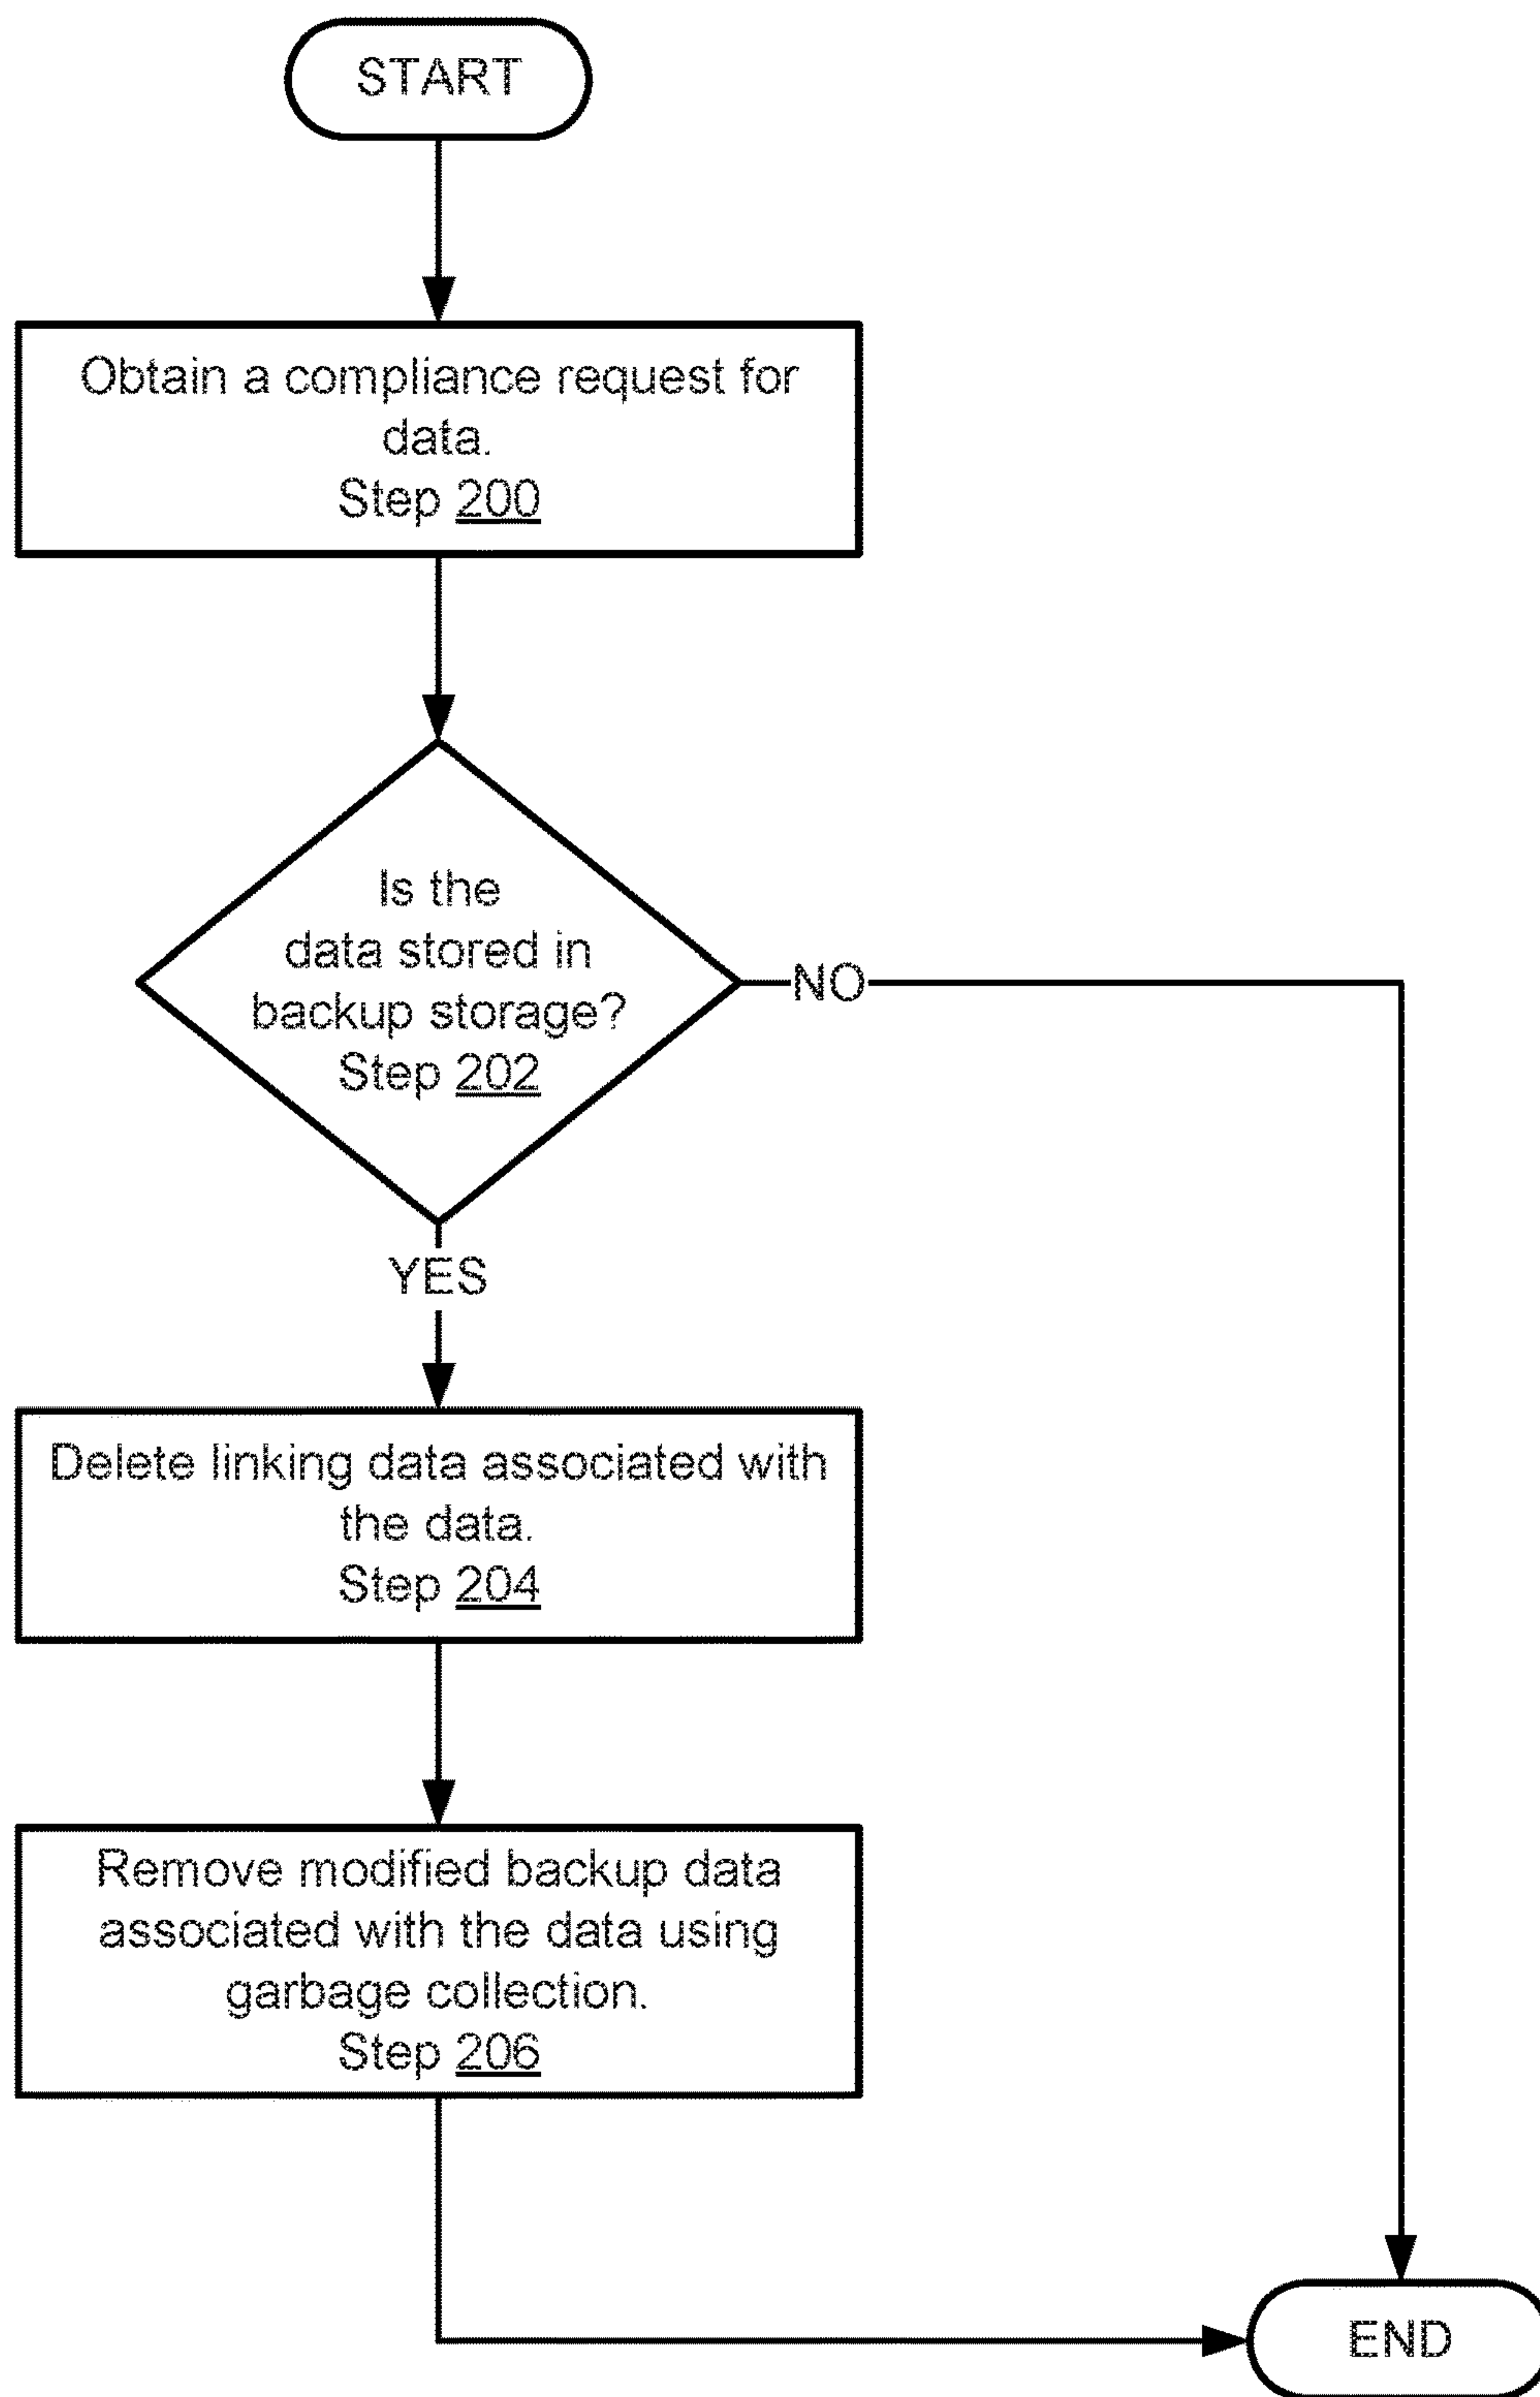 START
Obtain a compliance request for
data.
Step 200
Is the
data stored in
backup storage?
Step 202
NO
YES
Delete linking data associated with
the data.
Step 204
Remove modified backup data
associated with the data using
garbage collection.
Step 206
END